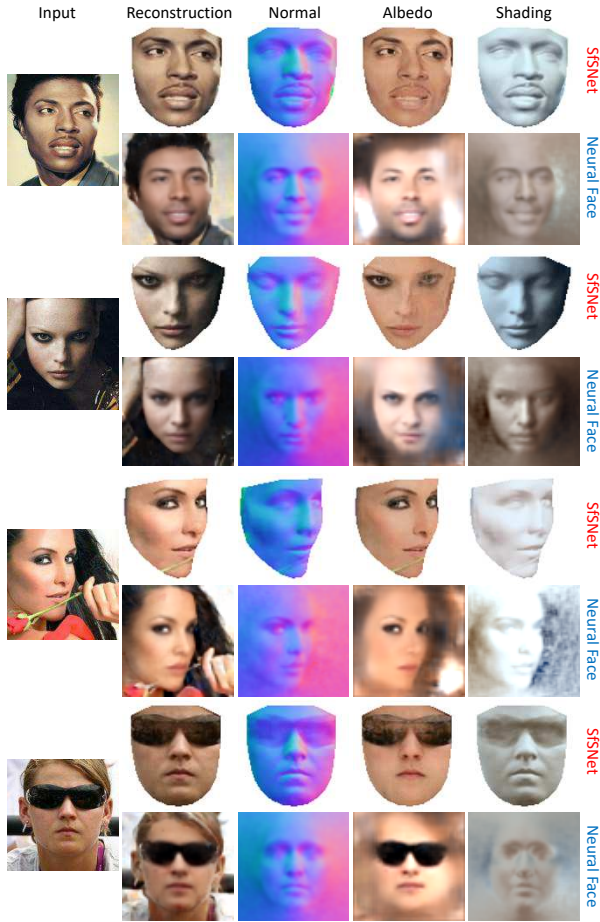 Input Reconstruction Normal Albedo Shading
SfSNet
Neural Face
SfSNet
Neural Face
SfSNet
Neural Face
SfSNet
Neural Face